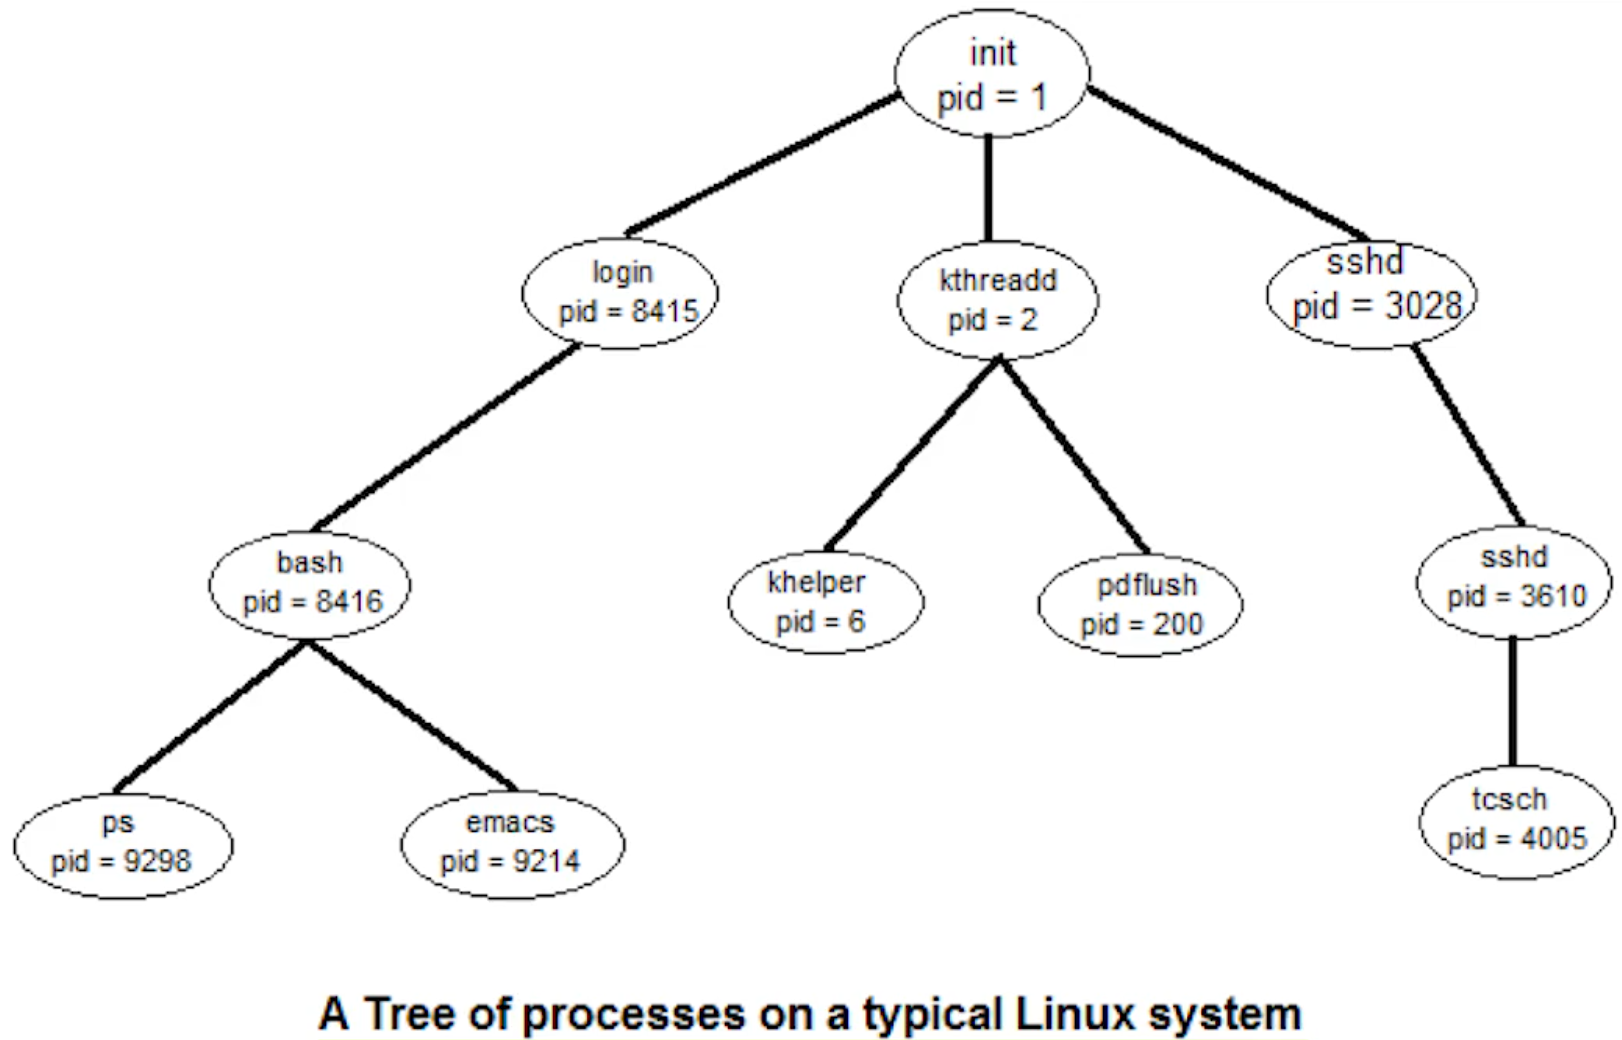 init
pid = 1
login
pid = 8415
kthreadd
pid = 2
sshd
pid = 3028
bash
pid = 8416
khelper
pid = 6
pdflush
pid = 200
sshd
pid = 3610
ps
pid = 9298
emacs
pid = 9214
tcsch
pid = 4005
A Tree of processes on a typical Linux system